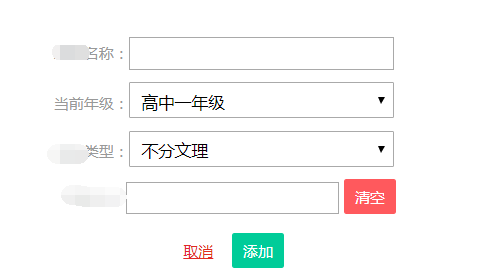 名称：
当前年级： 高中一年级
类型： 不分文理
清空
取消 添加